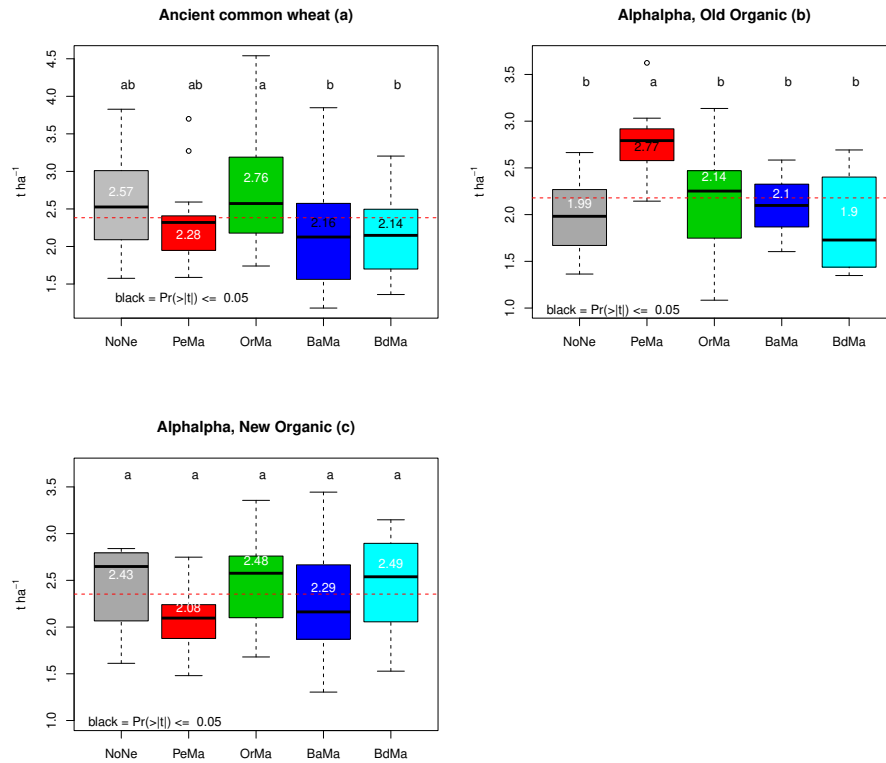 Ancient common wheat (a)
t ha⁻¹
4.5
4.0
3.5
3.0
2.5
2.0
1.5
ab ab a b b
2.57 2.28 2.76 2.16 2.14
black = Pr(>|t|) <= 0.05
NoNe PeMa OrMa BaMa BdMa
Alphalpha, Old Organic (b)
t ha⁻¹
3.5
3.0
2.5
2.0
1.5
1.0
b a b b b
1.99 2.77 2.14 2.1 1.9
black = Pr(>|t|) <= 0.05
NoNe PeMa OrMa BaMa BdMa
Alphalpha, New Organic (c)
t ha⁻¹
3.5
3.0
2.5
2.0
1.5
1.0
a a a a a
2.43 2.08 2.48 2.29 2.49
black = Pr(>|t|) <= 0.05
NoNe PeMa OrMa BaMa BdMa